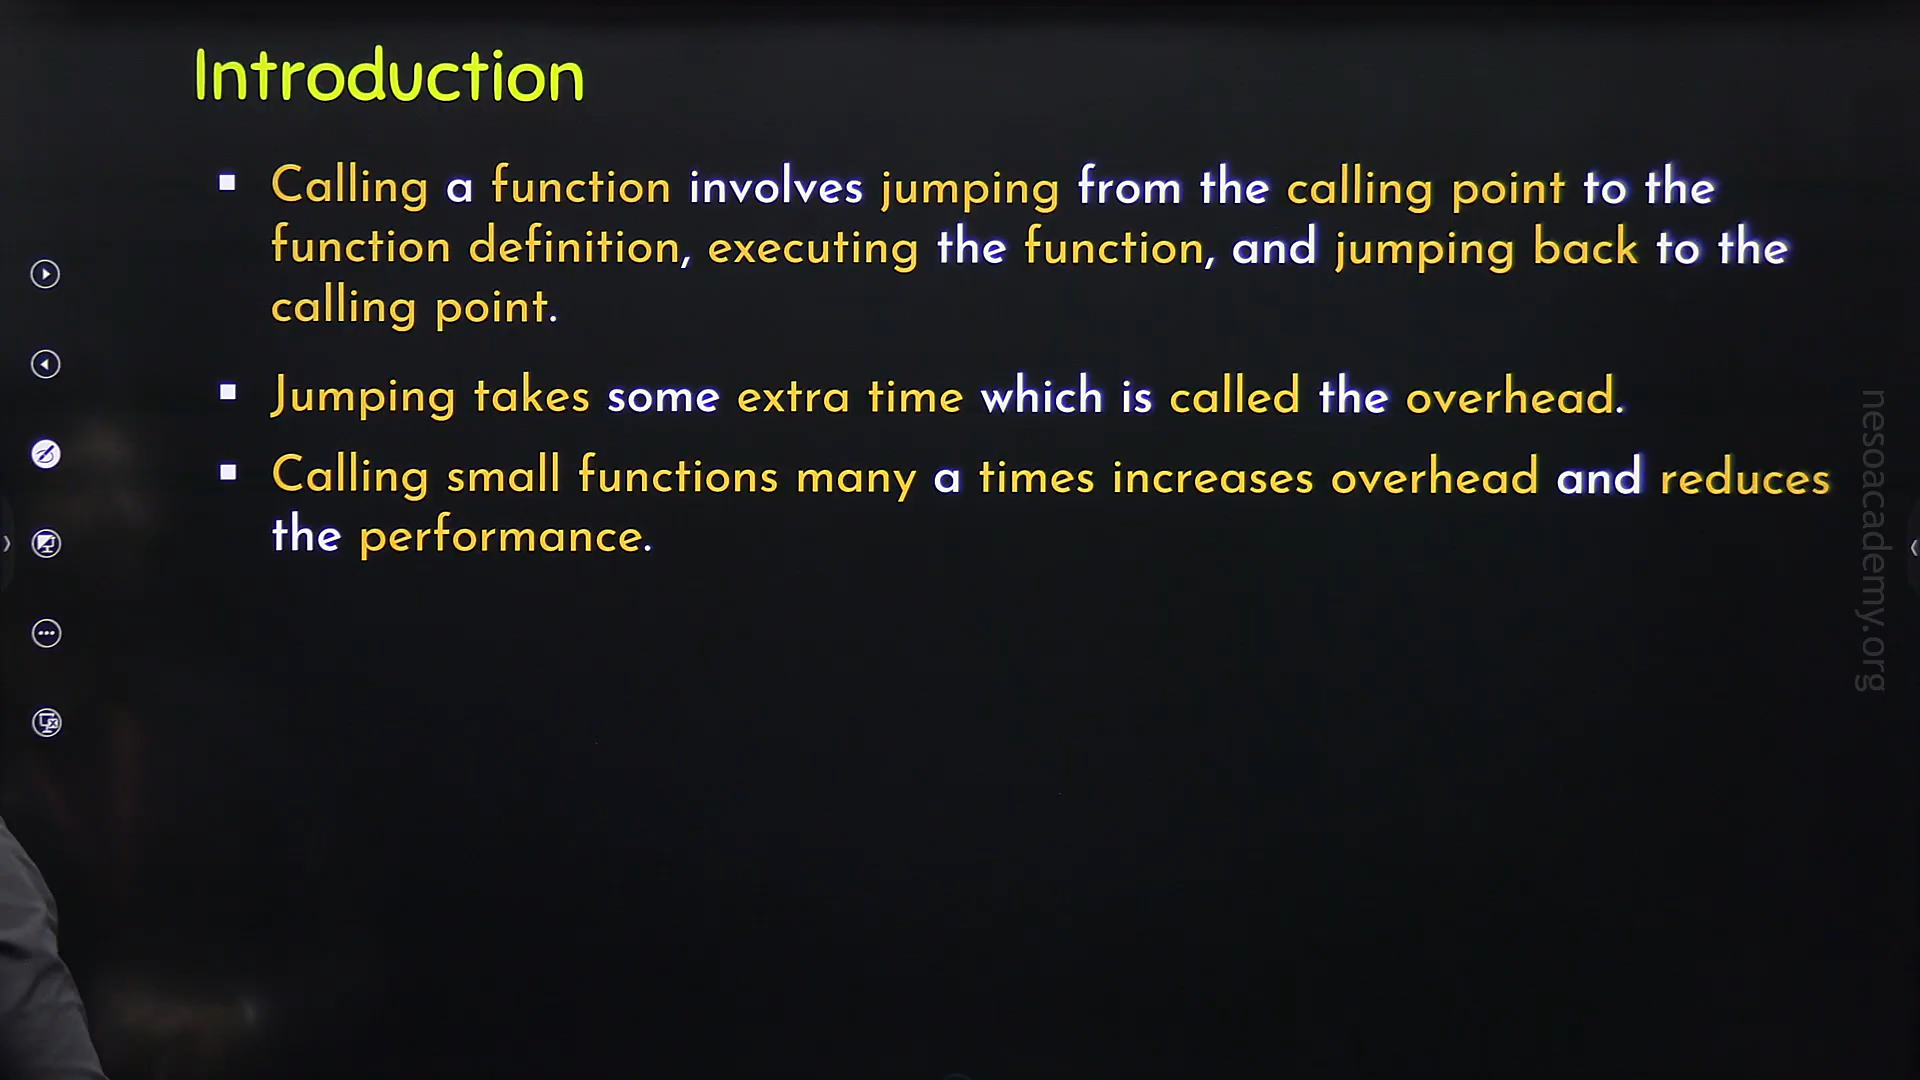 Introduction
▪ Calling a function involves jumping from the calling point to the
function definition, executing the function, and jumping back to the
calling point.
▪ Jumping takes some extra time which is called the overhead.
▪ Calling small functions many a times increases overhead and reduces
the performance.
nesoacademy.org